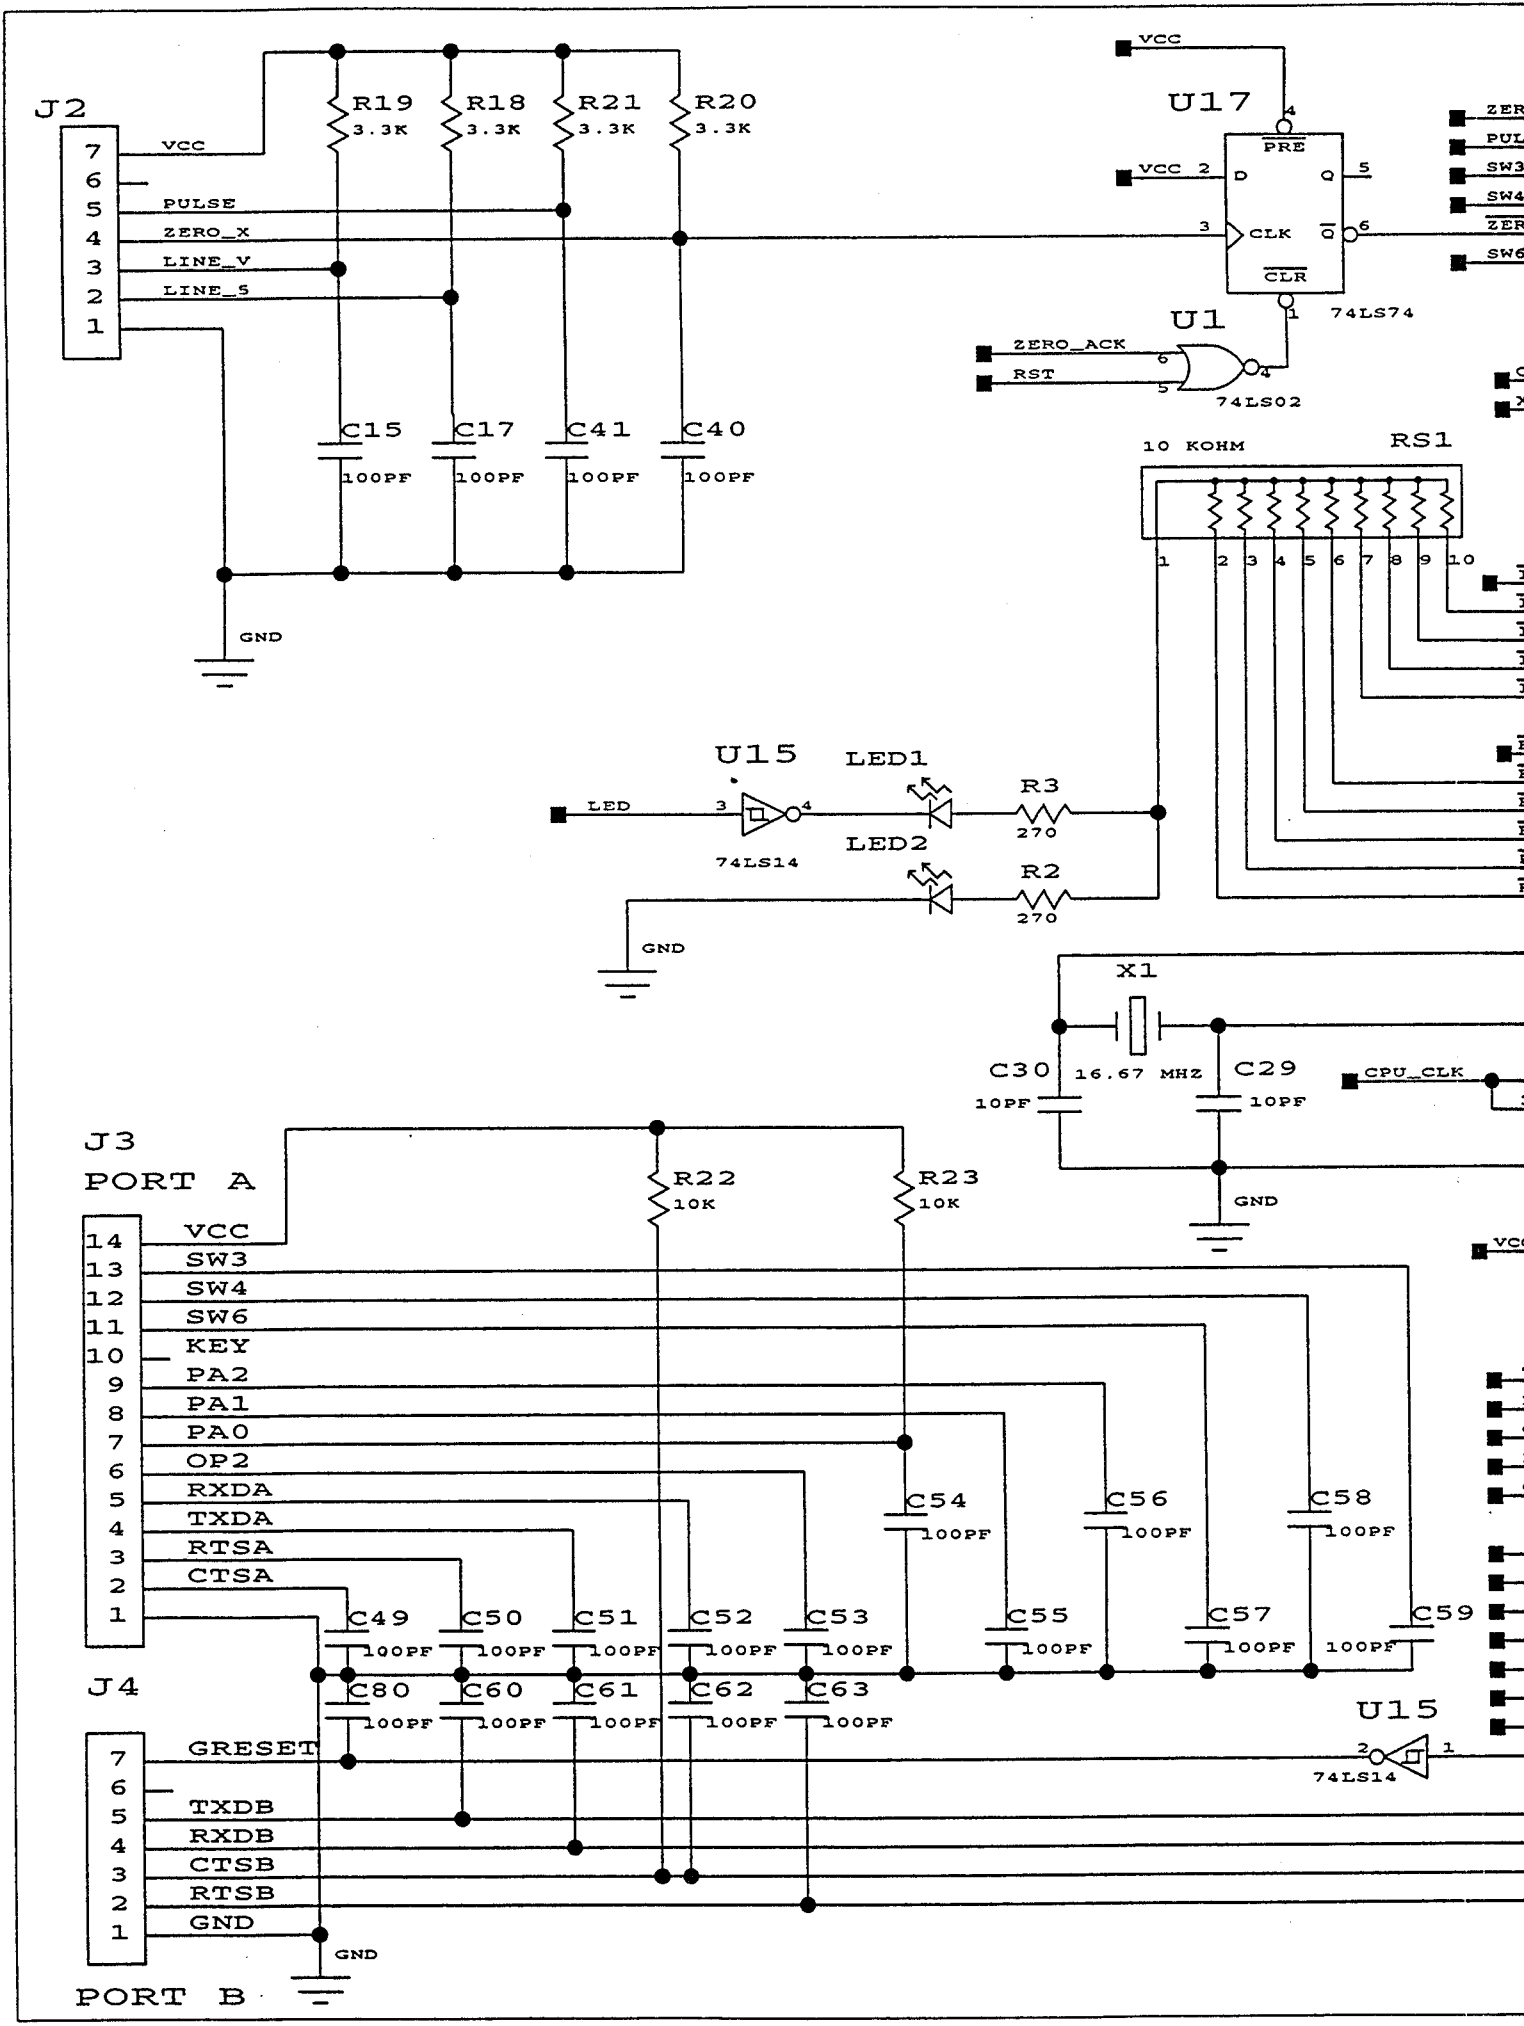 VCC
J2
R19
3.3K
R18
3.3K
R21
3.3K
R20
3.3K
U17
4
PRE
7 VCC
6
5 PULSE
4 ZERO_X
3 LINE_V
2 LINE_5
1
VCC 2 D Q 5
3 CLK Q 6
CLR
1
74LS74
SW3
SW4
SW6
U1
ZERO_ACK 6
RST 5
4
74LS02
C15
100PF
C17
100PF
C41
100PF
C40
100PF
GND
10 KOHM
RS1
1 2 3 4 5 6 7 8 9 10
U15
LED 3 4
74LS14
LED1
R3
270
LED2
R2
270
GND
X1
16.67 MHZ
C30
10PF
C29
10PF
CPU_CLK
GND
J3
PORT A
R22
10K
R23
10K
14 VCC
13 SW3
12 SW4
11 SW6
10 KEY
9 PA2
8 PA1
7 PA0
6 OP2
5 RXDA
4 TXDA
3 RTSA
2 CTSA
1
C54
100PF
C56
100PF
C58
100PF
C49
100PF
C50
100PF
C51
100PF
C52
100PF
C53
100PF
C55
100PF
C57
100PF
C59
100PF
J4
C80
100PF
C60
100PF
C61
100PF
C62
100PF
C63
100PF
U15
2 1
74LS14
7 GRESET
6
5 TXDB
4 RXDB
3 CTSB
2 RTSB
1 GND
GND
PORT B